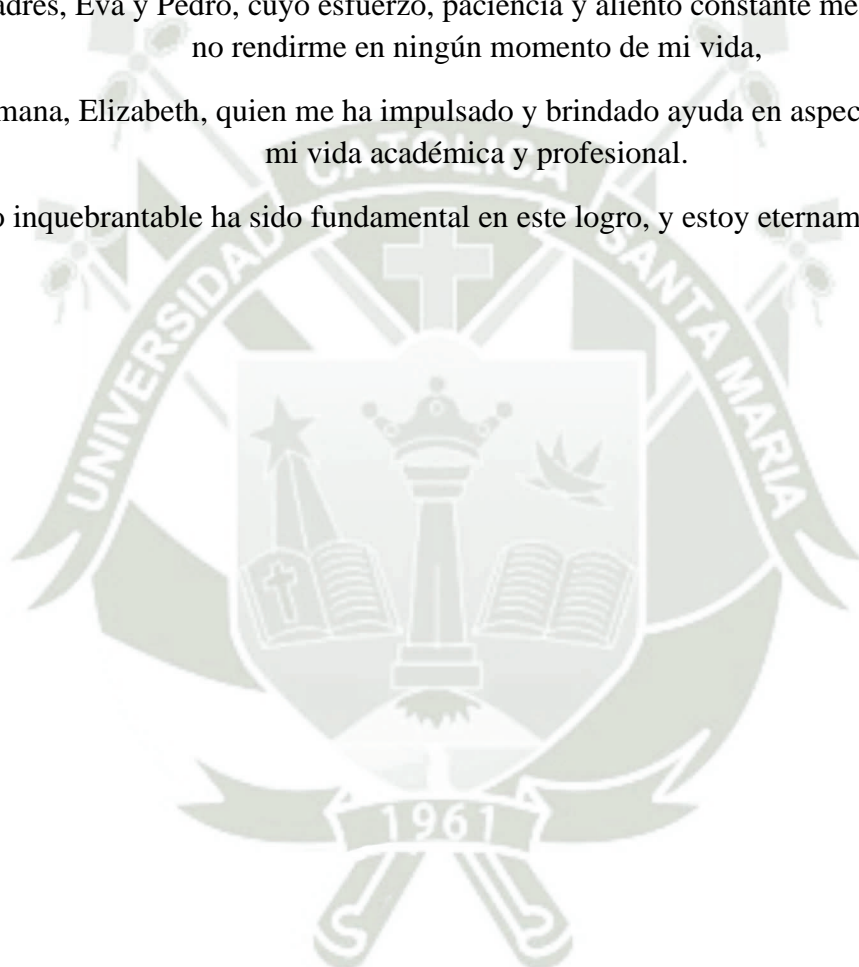 adres, Eva y Pedro, cuyo esfuerzo, paciencia y aliento constante me
no rendirme en ningún momento de mi vida,
mana, Elizabeth, quien me ha impulsado y brindado ayuda en aspec
mi vida académica y profesional.
o inquebrantable ha sido fundamental en este logro, y estoy eternam
UNIVERSIDAD CATOLICA SANTA MARIA
1961